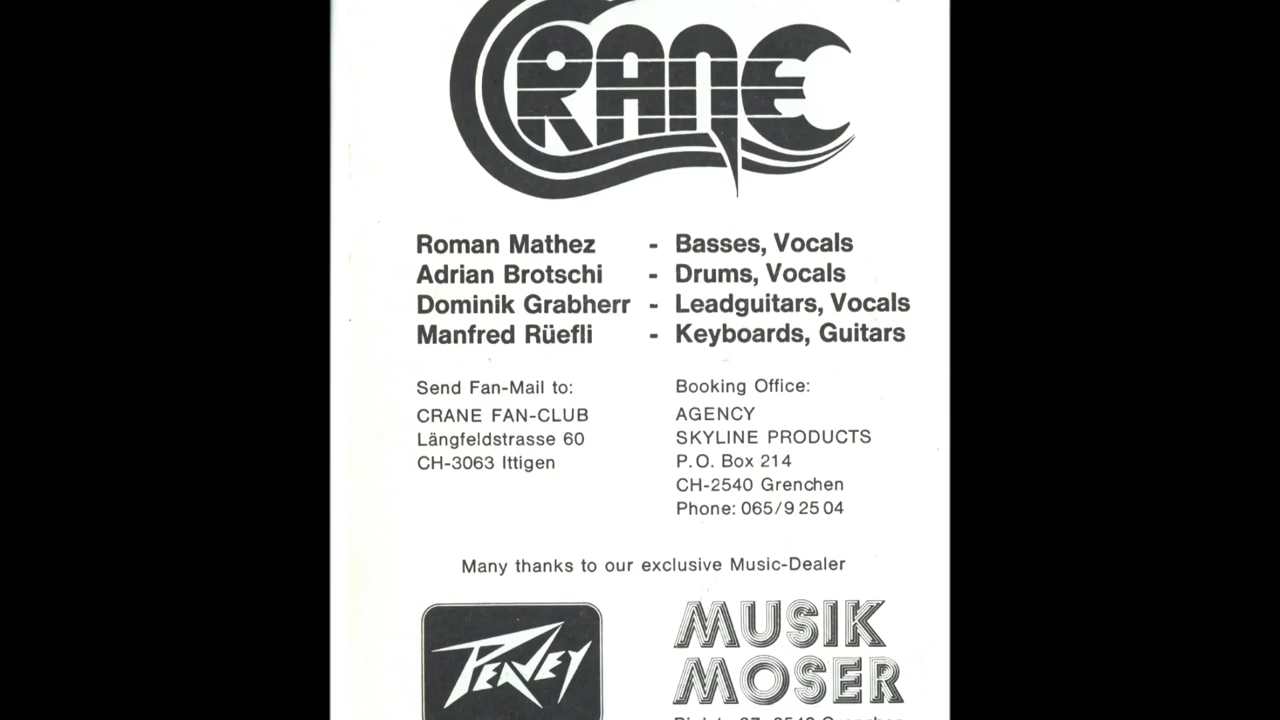 CRANE
Roman Mathez - Basses, Vocals
Adrian Brotschi - Drums, Vocals
Dominik Grabherr - Leadguitars, Vocals
Manfred Rüefli - Keyboards, Guitars
Send Fan-Mail to:
CRANE FAN-CLUB
Längfeldstrasse 60
CH-3063 Ittigen
Booking Office:
AGENCY
SKYLINE PRODUCTS
P.O. Box 214
CH-2540 Grenchen
Phone: 065/9 25 04
Many thanks to our exclusive Music-Dealer
PEAVEY
MUSIK
MOSER